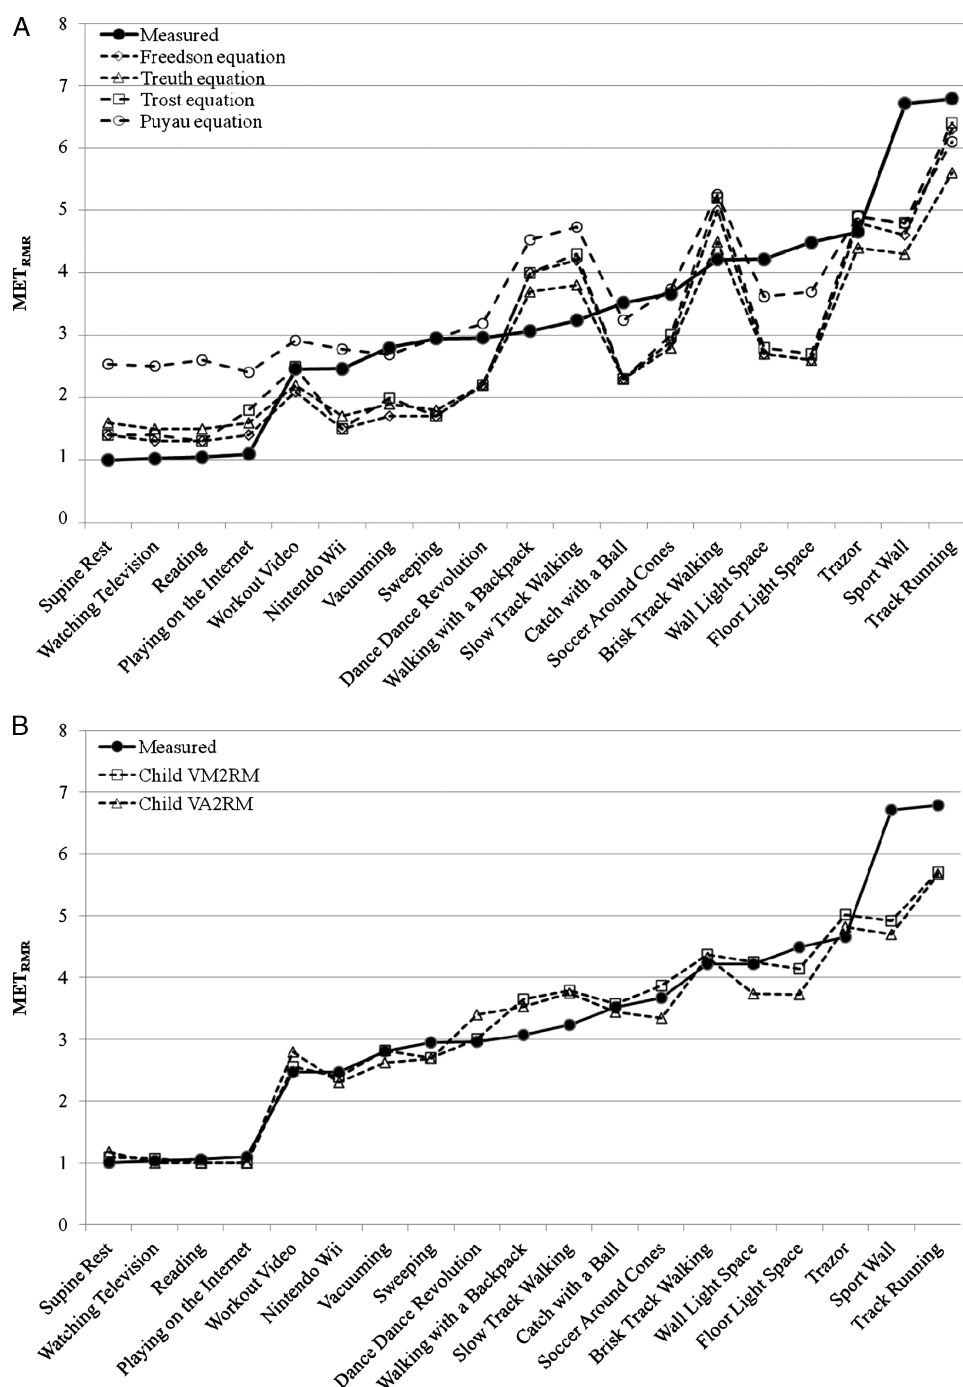 A
8
7
6
5
4
3
2
1
0
METRMR
Measured
Freedson equation
Treuth equation
Trost equation
Puyau equation
Supine Rest
Watching Television
Reading
Playing on the Internet
Workout Video
Nintendo Wii
Vacuuming
Sweeping
Dance Dance Revolution
Walking with a Backpack
Slow Track Walking
Catch with a Ball
Soccer Around Cones
Brisk Track Walking
Wall Light Space
Floor Light Space
Trazor
Sport Wall
Track Running
B
8
7
6
5
4
3
2
1
0
METRMR
Measured
Child VM2RM
Child VA2RM
Supine Rest
Watching Television
Reading
Playing on the Internet
Workout Video
Nintendo Wii
Vacuuming
Sweeping
Dance Dance Revolution
Walking with a Backpack
Slow Track Walking
Catch with a Ball
Soccer Around Cones
Brisk Track Walking
Wall Light Space
Floor Light Space
Trazor
Sport Wall
Track Running